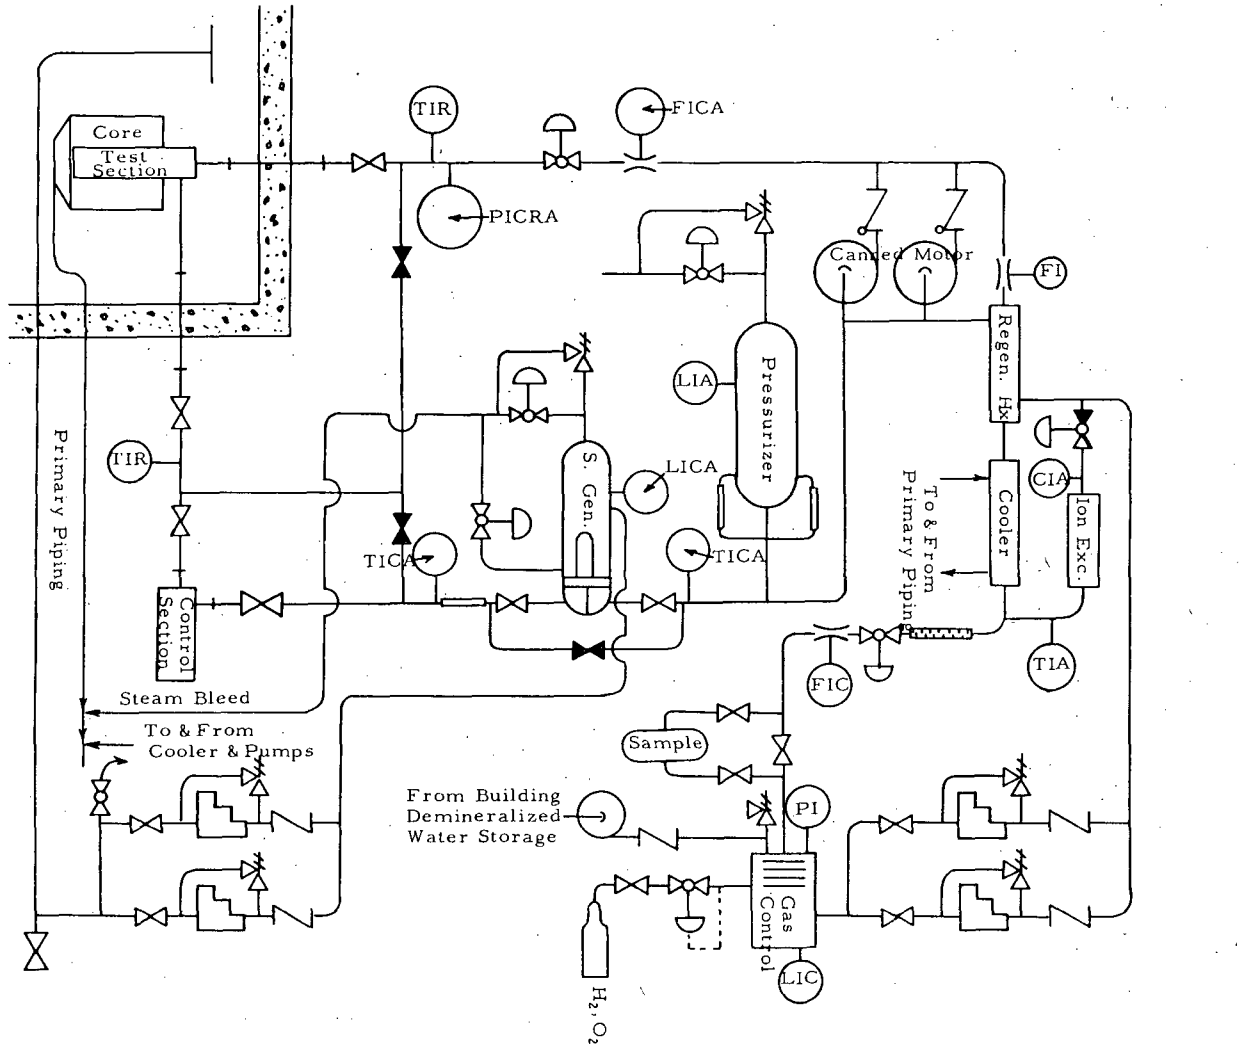 Core
Test
Section
TIR
FICA
PICRA
Canned Motor
FI
Regen. Hx
LIA
Pressurizer
S. Gen.
LICA
TIR
TICA
TICA
Primary Piping
Control
Section
To & From
Primary Piping
Cooler
CIA
Ion Exc.
TIA
FIC
Steam Bleed
To & From
Cooler & Pumps
Sample
From Building
Demineralized
Water Storage
PI
Gas
Control
LIC
H₂, O₂